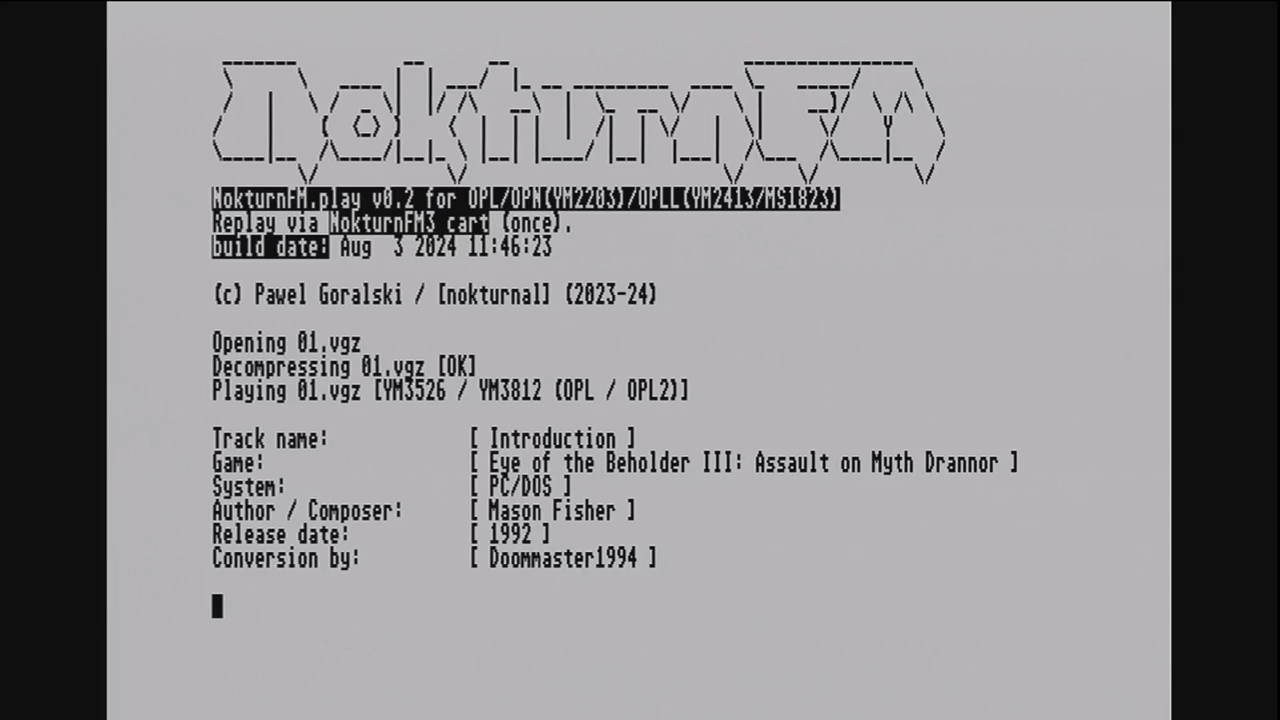 NokturnFM
NokturnFM.play v0.2 for OPL/OPN(YM2203)/OPLL(YM2413/MS1823)
Replay via NokturnFM3 cart (once).
build date: Aug  3 2024 11:46:23
(c) Pawel Goralski / [nokturnal] (2023-24)
Opening 01.vgz
Decompressing 01.vgz [OK]
Playing 01.vgz [YM3526 / YM3812 (OPL / OPL2)]
Track name: [ Introduction ]
Game: [ Eye of the Beholder III: Assault on Myth Drannor ]
System: [ PC/DOS ]
Author / Composer: [ Mason Fisher ]
Release date: [ 1992 ]
Conversion by: [ Doommaster1994 ]